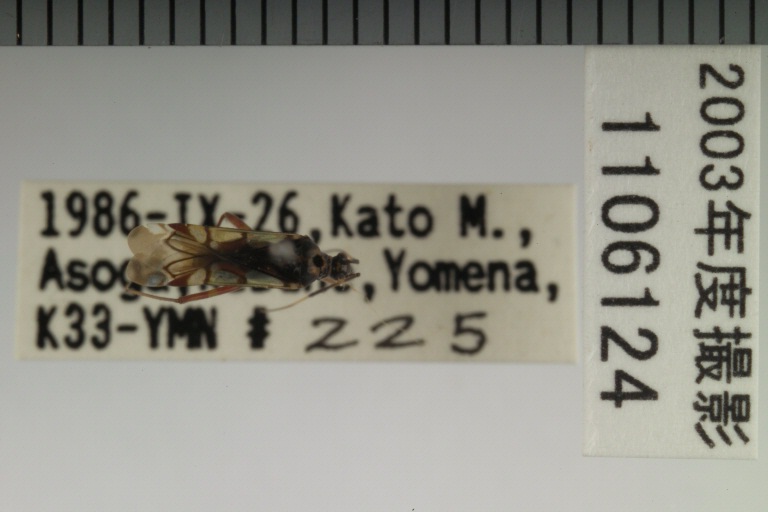 1986-IX-26, Kato M.,
Yomena,
K33-YMN # 225
2003年度撮影
1106124